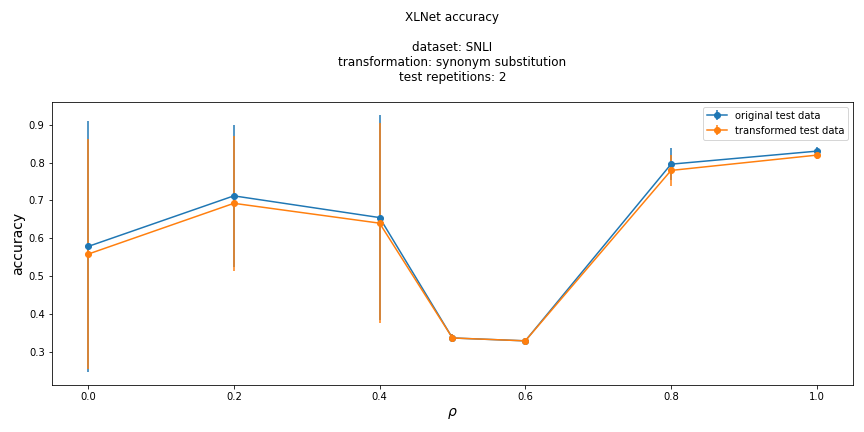 XLNet accuracy
dataset: SNLI
transformation: synonym substitution
test repetitions: 2
original test data
transformed test data
accuracy
0.9
0.8
0.7
0.6
0.5
0.4
0.3
0.0 0.2 0.4 0.6 0.8 1.0
ρ